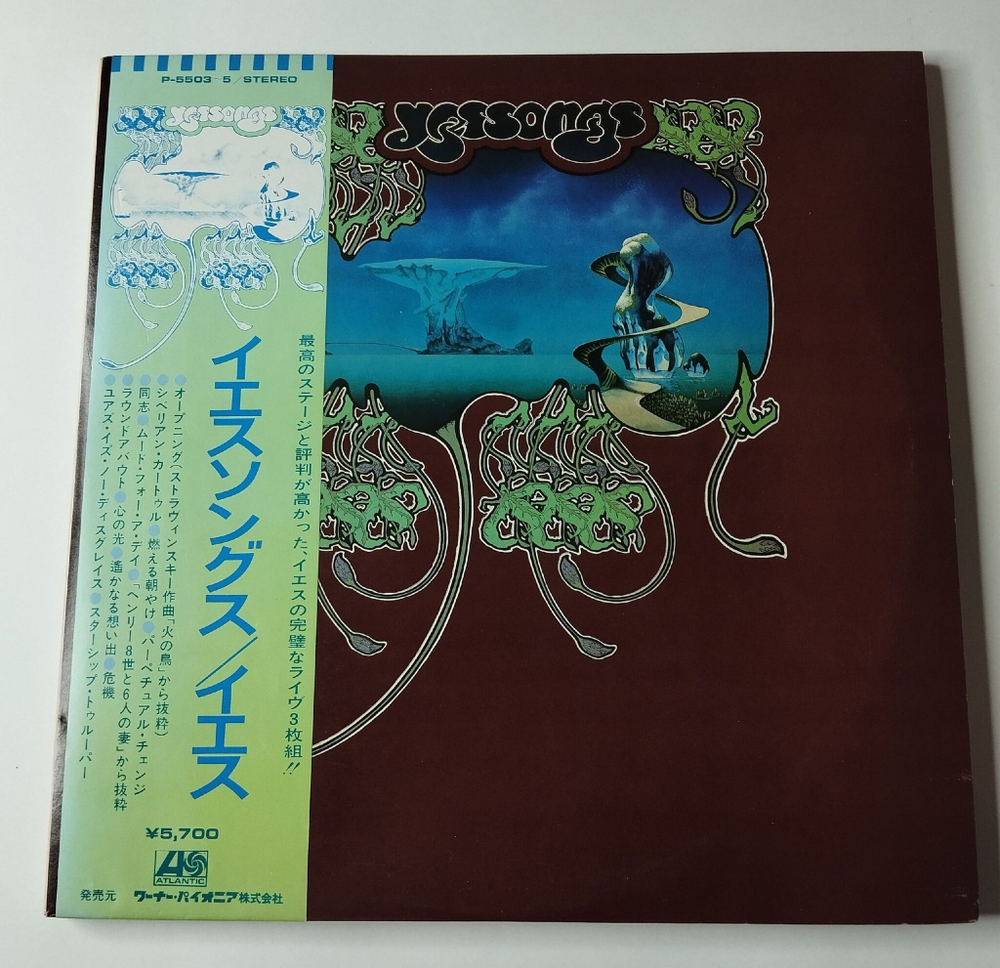 P-5503~5/STEREO
yessongs
yessongs
最高のステージと評判が高かった、イエスの完璧なライヴ3枚組!!
イエスソングス/イエス
●オープニング(ストラヴィンスキー作曲「火の鳥」から抜粋)
●シベリアン・カートゥル●燃える朝やけ●パーペチュアル・チェンジ
●同志●ムード・フォー・ア・デイ●「ヘンリー8世と6人の妻」から抜粋
●ラウンドアバウト●心の光●遙かなる想い出●危機
●ユアズ・イズ・ノー・ディスグレイス●スターシップ・トゥルーパー
¥5,700
ATLANTIC
発売元 ワーナー・パイオニア株式会社